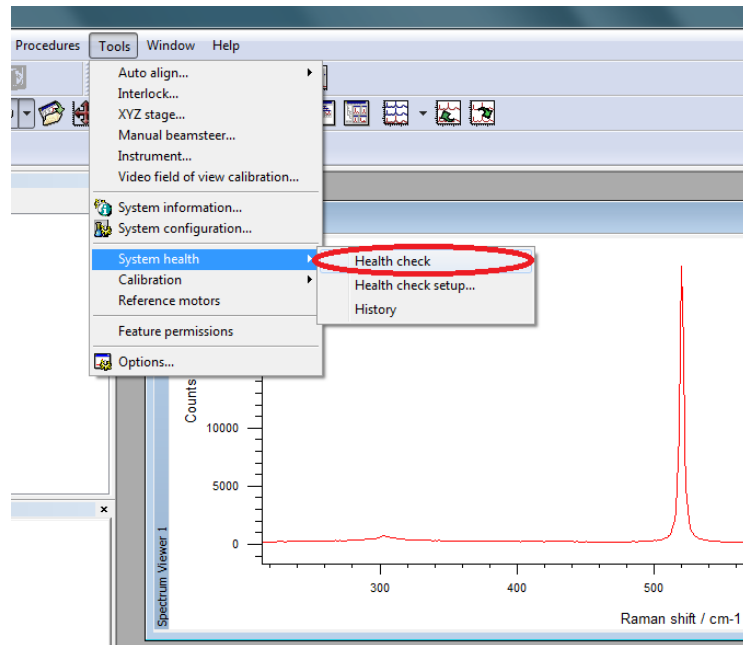 Procedures Tools Window Help
Auto align...
Interlock...
XYZ stage...
Manual beamsteer...
Instrument...
Video field of view calibration...
System information...
System configuration...
System health
Calibration
Reference motors
Feature permissions
Options...
Health check
Health check setup...
History
Counts
10000
5000
0
300 400 500
Raman shift / cm-1
Spectrum Viewer 1